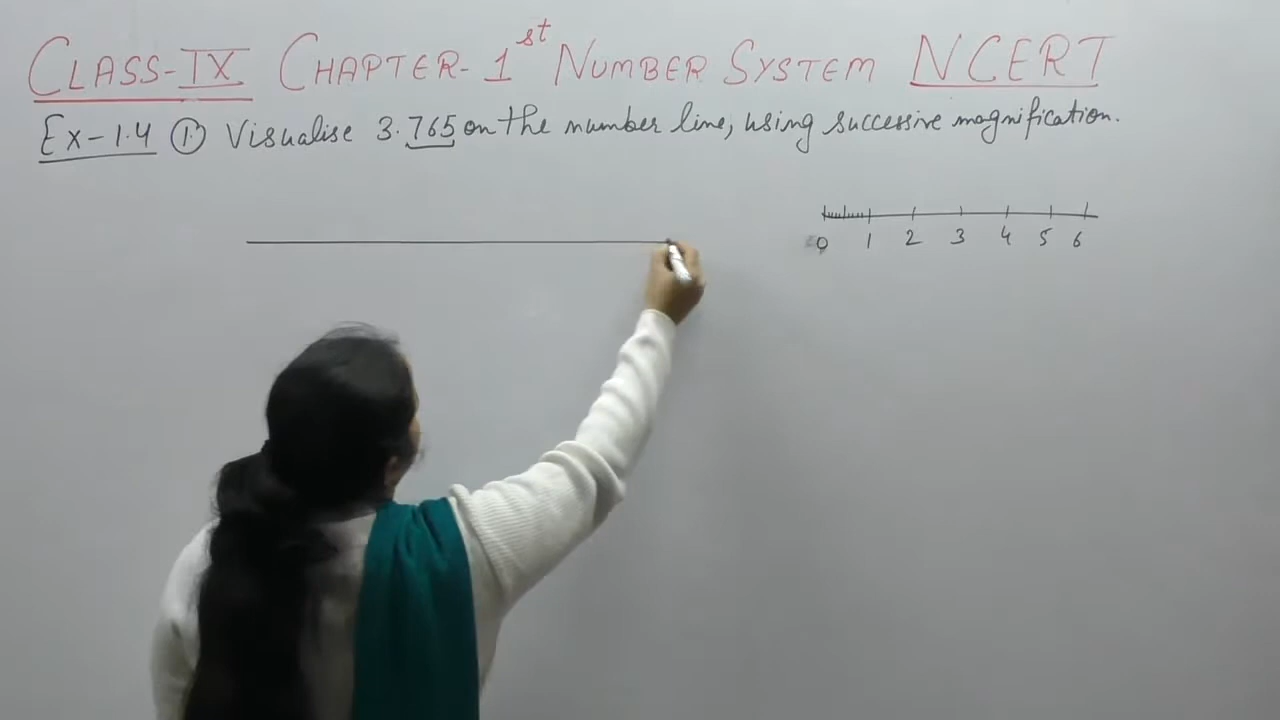 CLASS-IX CHAPTER-1st NUMBER SYSTEM NCERT
Ex-1.4 ① Visualise 3.765 on the number line, using successive magnification.
0 1 2 3 4 5 6